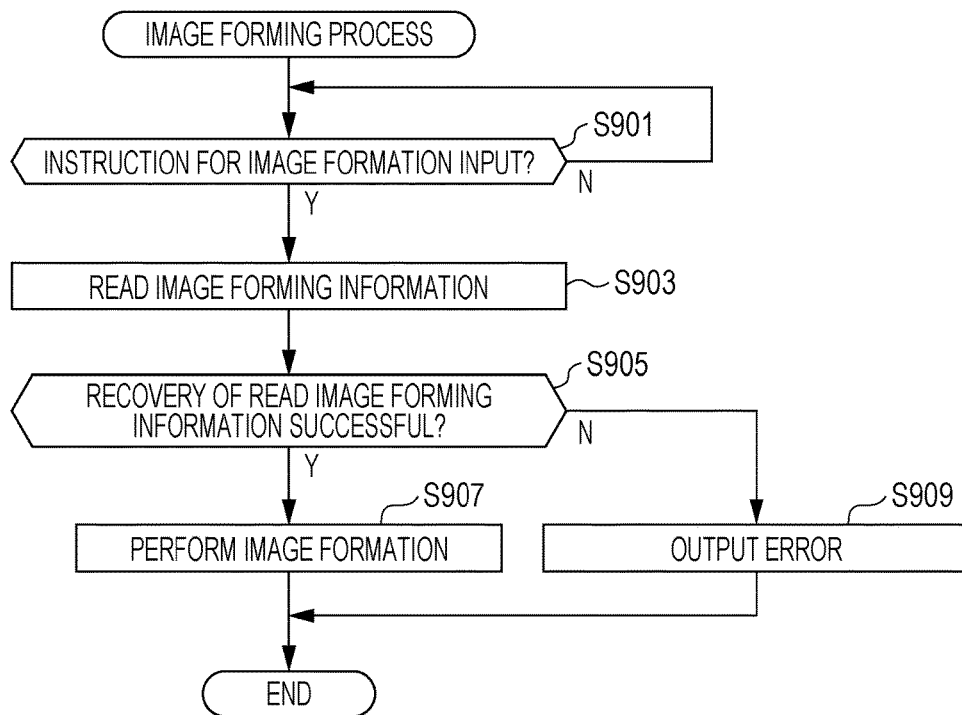 IMAGE FORMING PROCESS
S901
INSTRUCTION FOR IMAGE FORMATION INPUT?
N
Y
READ IMAGE FORMING INFORMATION
S903
S905
RECOVERY OF READ IMAGE FORMING
INFORMATION SUCCESSFUL?
N
Y
S907
S909
PERFORM IMAGE FORMATION
OUTPUT ERROR
END